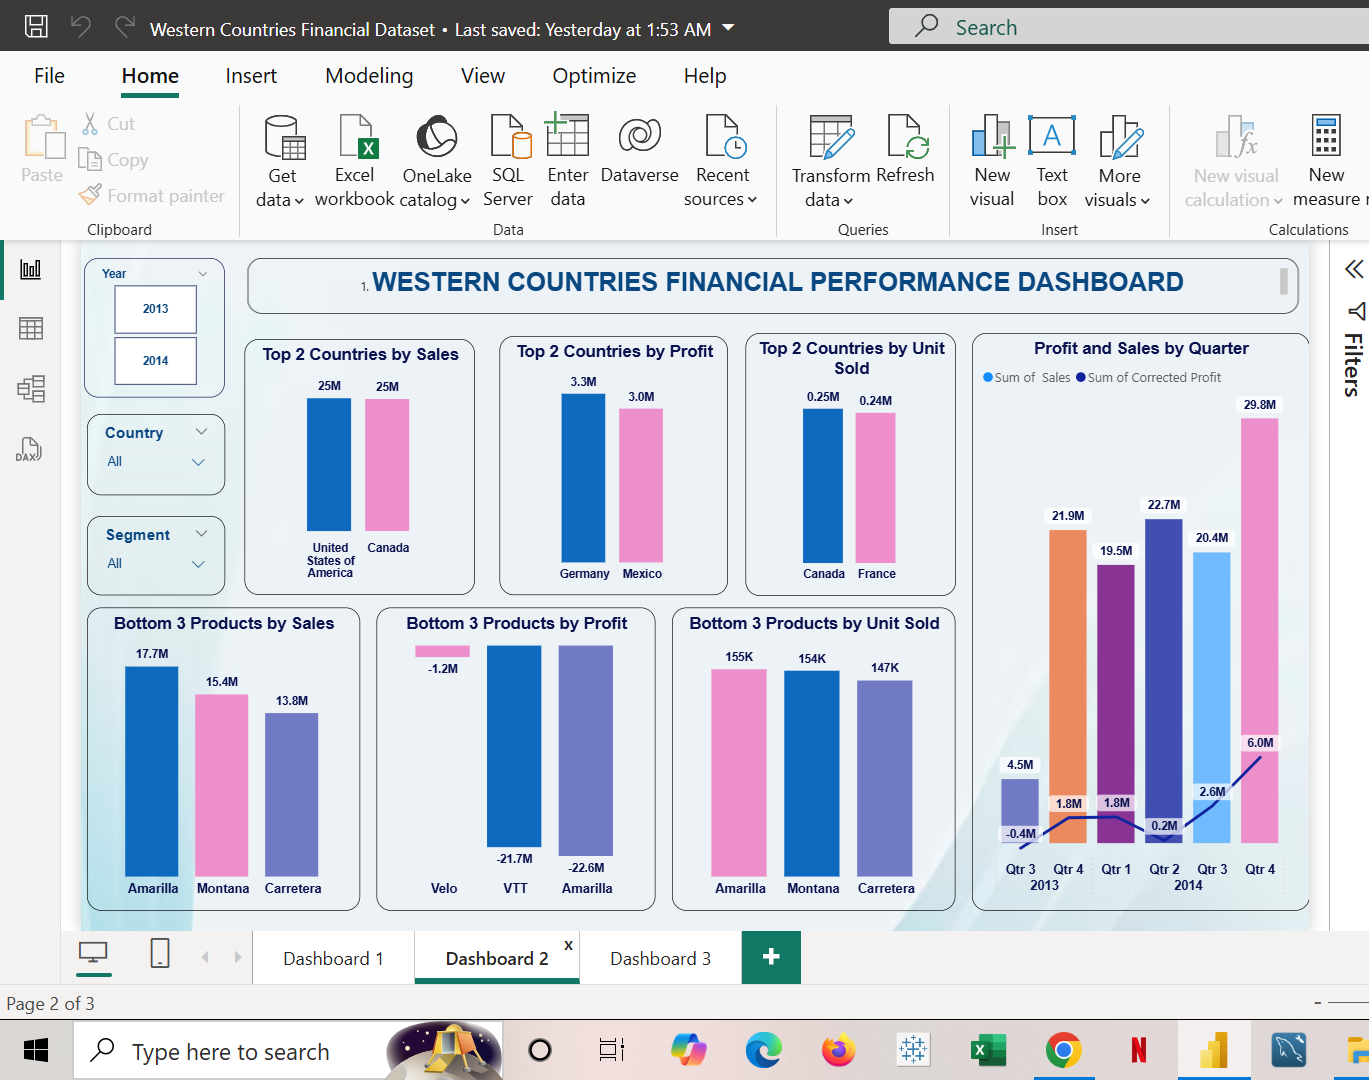 Western Countries Financial Dataset • Last saved: Yesterday at 1:53 AM
Search
File Home Insert Modeling View Optimize Help
Paste
Cut
Copy
Format painter
Clipboard
Get data
Excel workbook
OneLake catalog
SQL Server
Enter data
Dataverse
Recent sources
Data
Transform data
Refresh
Queries
New visual
Text box
More visuals
Insert
New visual calculation
New measure
Calculations
Year
2013
2014
Country
All
Segment
All
1. WESTERN COUNTRIES FINANCIAL PERFORMANCE DASHBOARD
Top 2 Countries by Sales
25M 25M
United States of America
Canada
Top 2 Countries by Profit
3.3M
3.0M
Germany Mexico
Top 2 Countries by Unit Sold
0.25M 0.24M
Canada France
Profit and Sales by Quarter
Sum of Sales Sum of Corrected Profit
29.8M
22.7M
21.9M
20.4M
19.5M
4.5M
6.0M
2.6M
1.8M 1.8M
0.2M
-0.4M
Qtr 3 Qtr 4 Qtr 1 Qtr 2 Qtr 3 Qtr 4
2013 2014
Bottom 3 Products by Sales
17.7M
15.4M
13.8M
Amarilla Montana Carretera
Bottom 3 Products by Profit
-1.2M
-21.7M
-22.6M
Velo VTT Amarilla
Bottom 3 Products by Unit Sold
155K 154K 147K
Amarilla Montana Carretera
Filters
DAX
Dashboard 1
Dashboard 2 x
Dashboard 3
+
Page 2 of 3
Type here to search